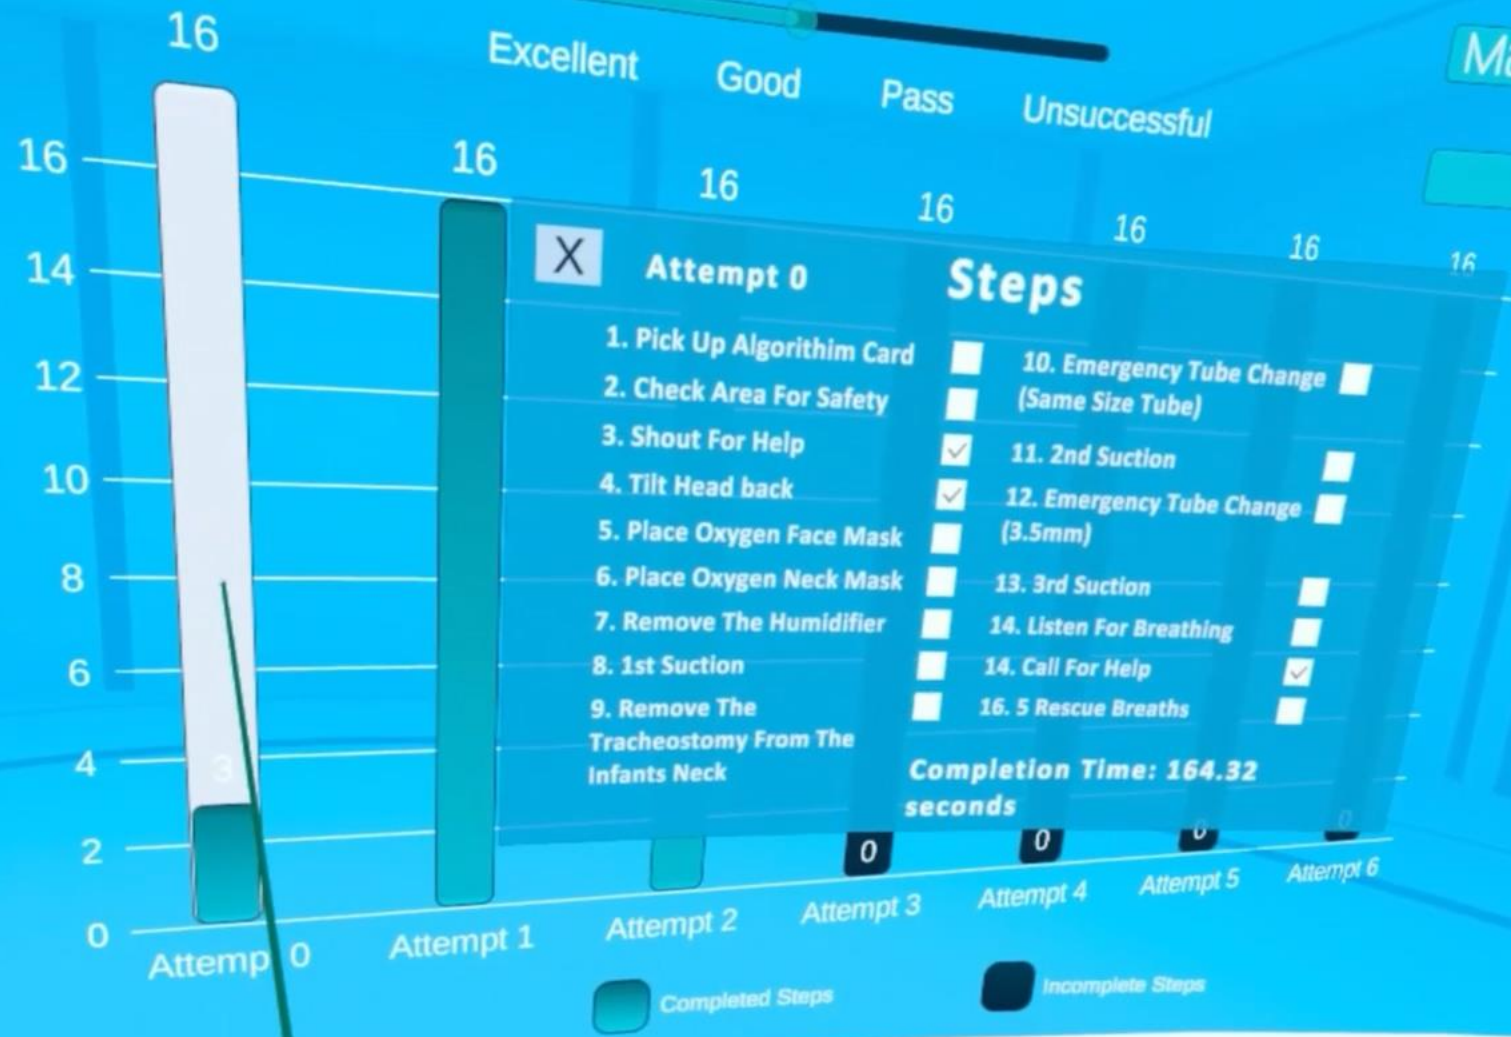 16
Excellent
Good
Pass
Unsuccessful
16
16
16
16
16
16
16
14
12
10
8
6
4
2
0
3
X
Attempt 0
Steps
1. Pick Up Algorithim Card
2. Check Area For Safety
3. Shout For Help
4. Tilt Head back
5. Place Oxygen Face Mask
6. Place Oxygen Neck Mask
7. Remove The Humidifier
8. 1st Suction
9. Remove The
Tracheostomy From The
Infants Neck
10. Emergency Tube Change
(Same Size Tube)
11. 2nd Suction
12. Emergency Tube Change
(3.5mm)
13. 3rd Suction
14. Listen For Breathing
14. Call For Help
16. 5 Rescue Breaths
Completion Time: 164.32
seconds
0
0
0
0
Attemp 0
Attempt 1
Attempt 2
Attempt 3
Attempt 4
Attempt 5
Attempt 6
Completed Steps
Incomplete Steps